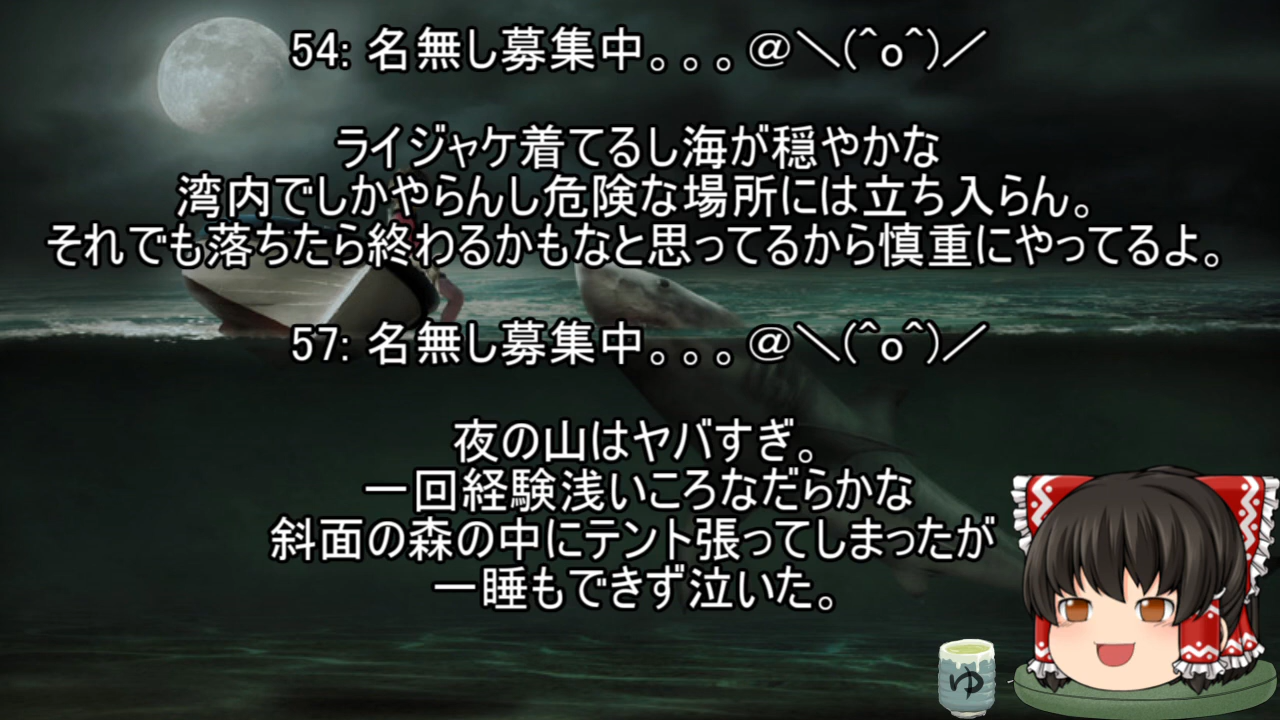 54: 名無し募集中。。。@＼(^o^)／
ライジャケ着てるし海が穏やかな
湾内でしかやらんし危険な場所には立ち入らん。
それでも落ちたら終わるかもなと思ってるから慎重にやってるよ。
57: 名無し募集中。。。@＼(^o^)／
夜の山はヤバすぎ。
一回経験浅いころなだらかな
斜面の森の中にテント張ってしまったが
一睡もできず泣いた。
ゆ